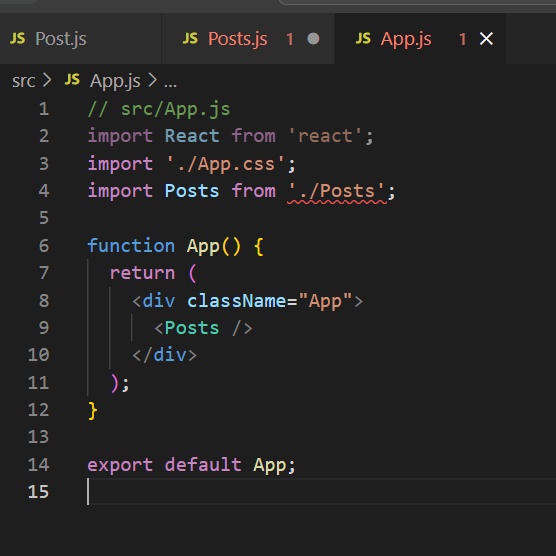 JS Post.js JS Posts.js 1 JS App.js 1
src > JS App.js > ...
1 // src/App.js
2 import React from 'react';
3 import './App.css';
4 import Posts from './Posts';
5
6 function App() {
7   return (
8     <div className="App">
9       <Posts />
10     </div>
11   );
12 }
13
14 export default App;
15